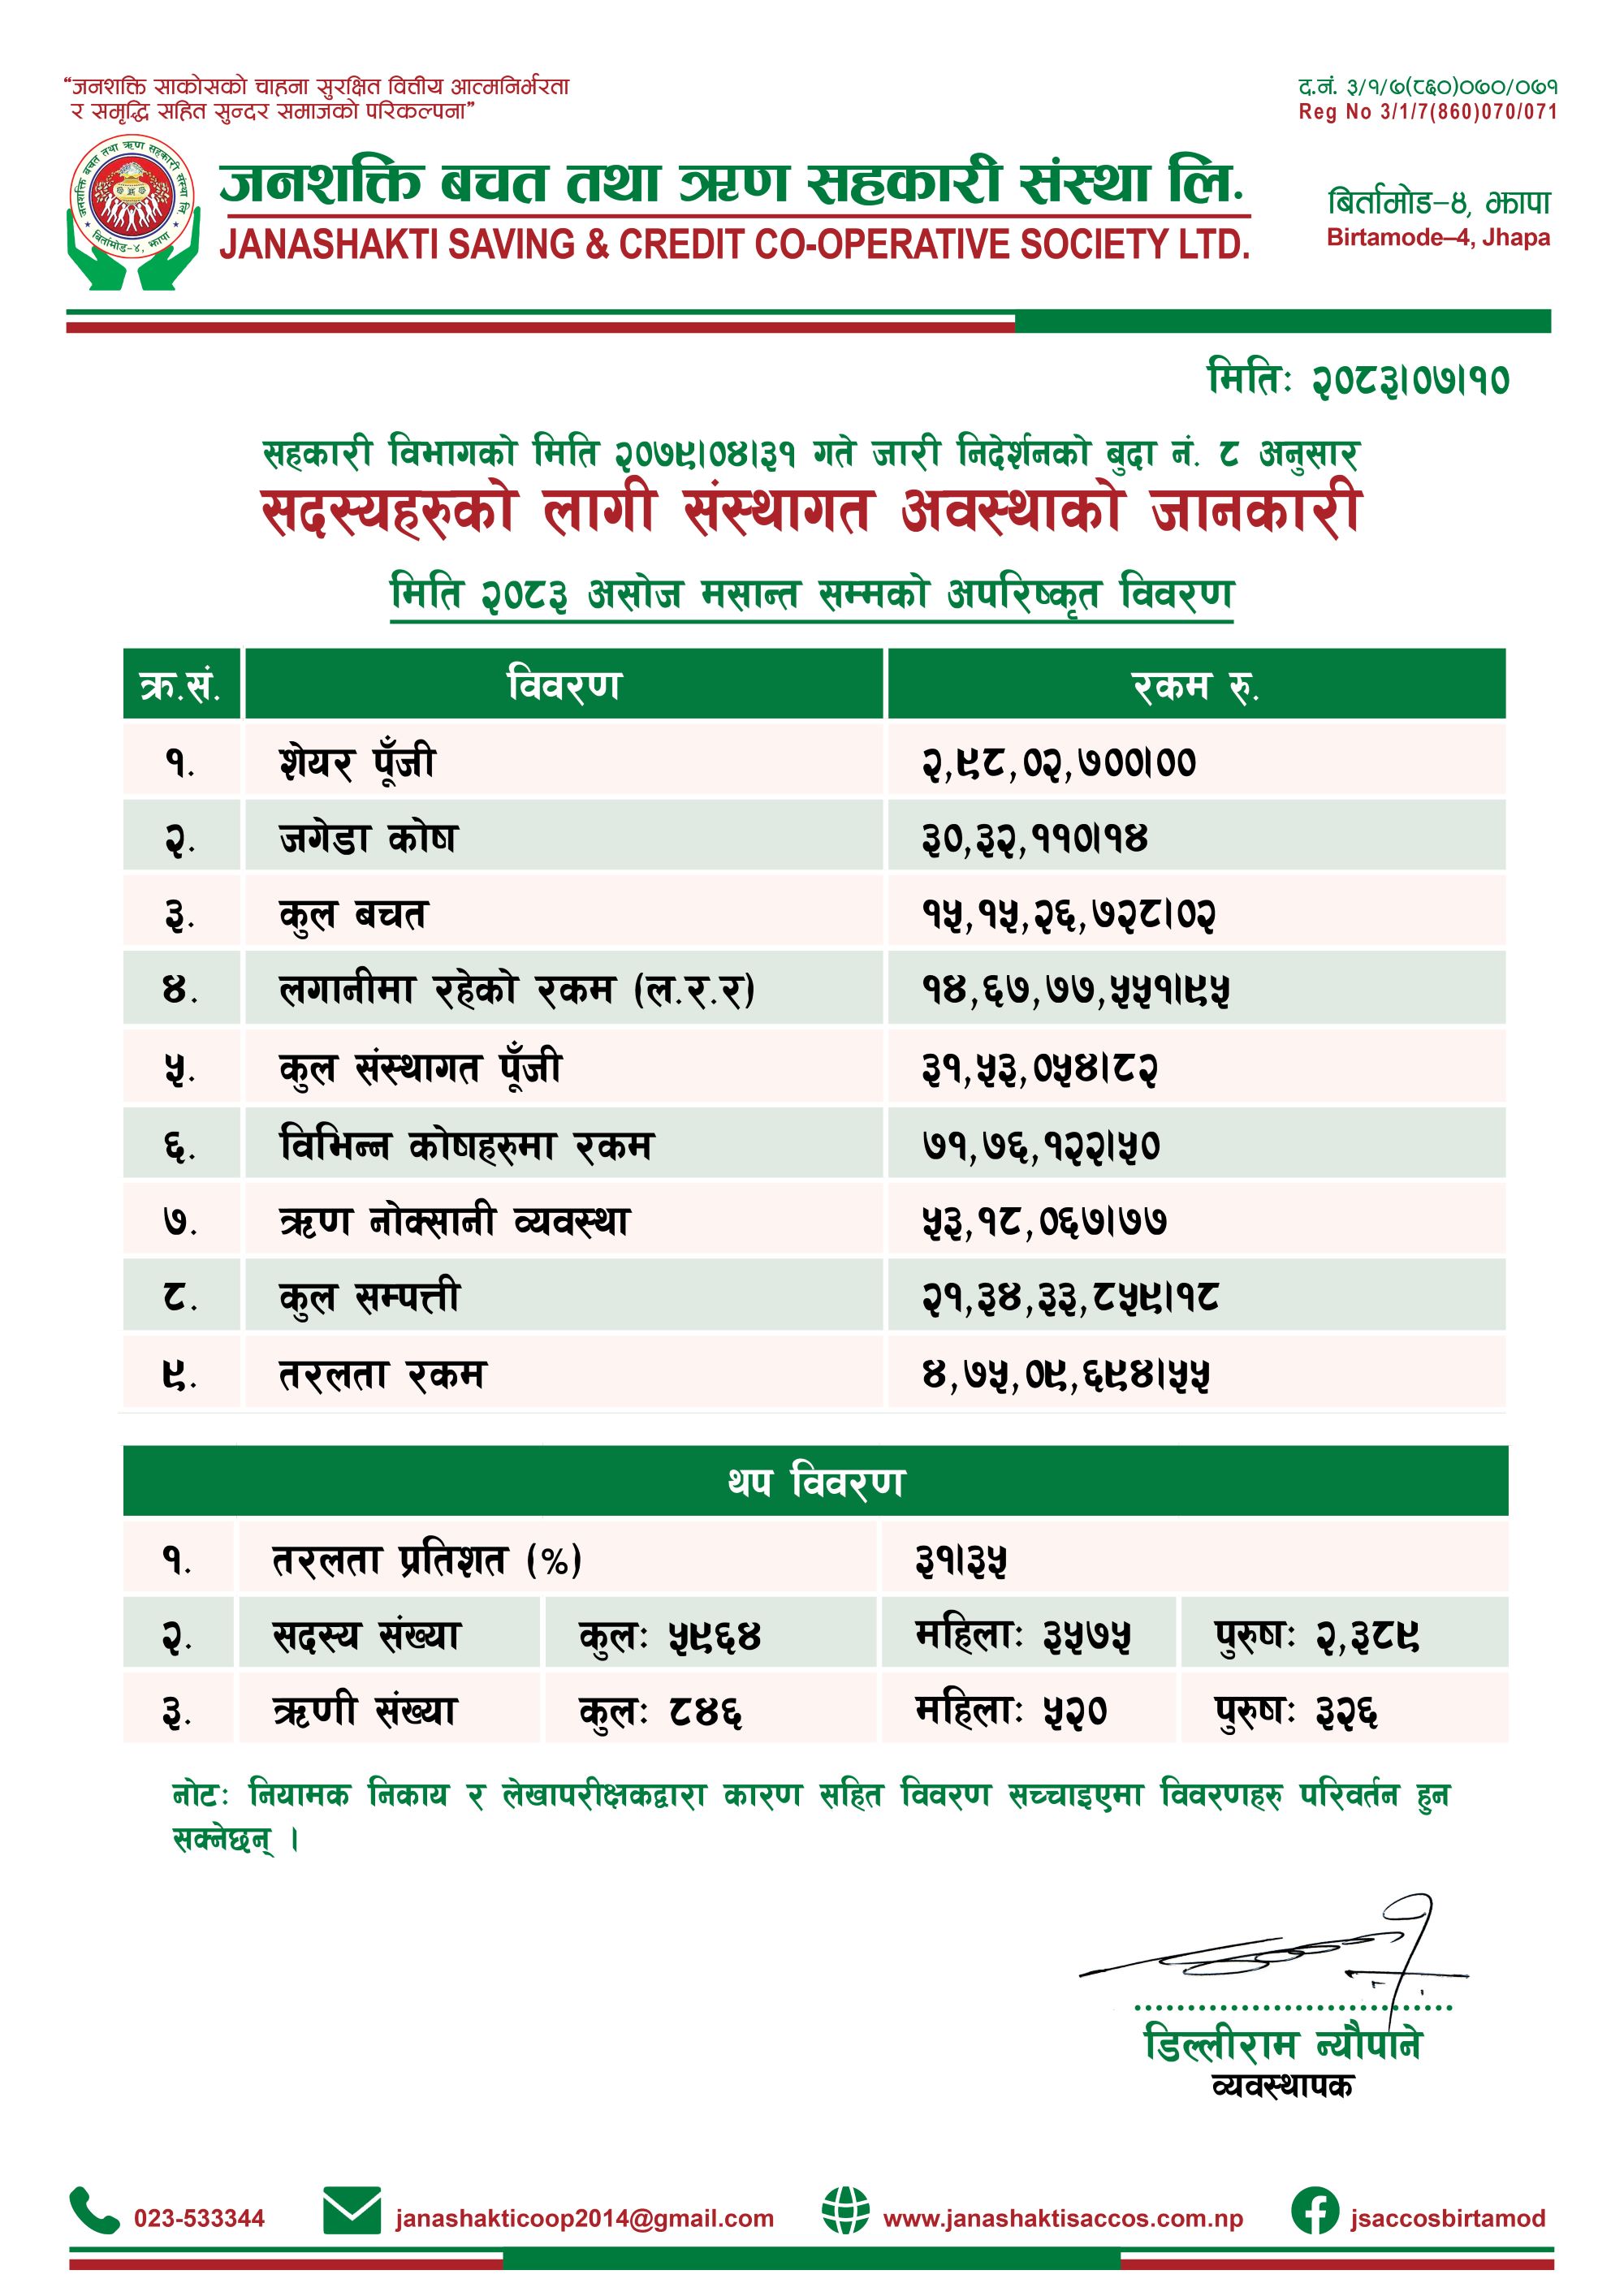 “जनशक्ति साकोसको चाहना सुरक्षित वित्तीय आत्मनिर्भरता
र समृद्धि सहित सुन्दर समाजको परिकल्पना”
द.नं. ३/१/७(८६०)०७०/०७१
Reg No 3/1/7(860)070/071
जनशक्ति बचत तथा ऋण सहकारी संस्था लि.
बिर्तामोड-४, झापा
जनशक्ति बचत तथा ऋण सहकारी संस्था लि.
JANASHAKTI SAVING & CREDIT CO-OPERATIVE SOCIETY LTD.
बिर्तामोड-४, झापा
Birtamode–4, Jhapa
मितिः २०८३।०७।१०
सहकारी विभागको मिति २०७९।०४।३१ गते जारी निदेर्शनको बुदा नं. ८ अनुसार
सदस्यहरुको लागी संस्थागत अवस्थाको जानकारी
मिति २०८३ असोज मसान्त सम्मको अपरिष्कृत विवरण
क्र.सं. विवरण रकम रु.
१. शेयर पूँजी २,९८,०२,७००।००
२. जगेडा कोष ३०,३२,११०।१४
३. कुल बचत १५,१५,२६,७२८।०२
४. लगानीमा रहेको रकम (ल.र.र) १४,६७,७७,५५१।९५
५. कुल संस्थागत पूँजी ३१,५३,०५४।८२
६. विभिन्न कोषहरुमा रकम ७१,७६,१२२।५०
७. ऋण नोक्सानी व्यवस्था ५३,१८,०६७।७७
८. कुल सम्पत्ती २१,३४,३३,८५९।१८
९. तरलता रकम ४,७५,०९,६९४।५५
थप विवरण
१. तरलता प्रतिशत (%) ३१।३५
२. सदस्य संख्या कुलः ५९६४ महिलाः ३५७५ पुरुषः २,३८९
३. ऋणी संख्या कुलः ८४६ महिलाः ५२० पुरुषः ३२६
नोटः नियामक निकाय र लेखापरीक्षकद्वारा कारण सहित विवरण सच्चाइएमा विवरणहरु परिवर्तन हुन
सक्नेछन् ।
डिल्लीराम न्यौपाने
व्यवस्थापक
023-533344 janashakticoop2014@gmail.com www.janashaktisaccos.com.np jsaccosbirtamod